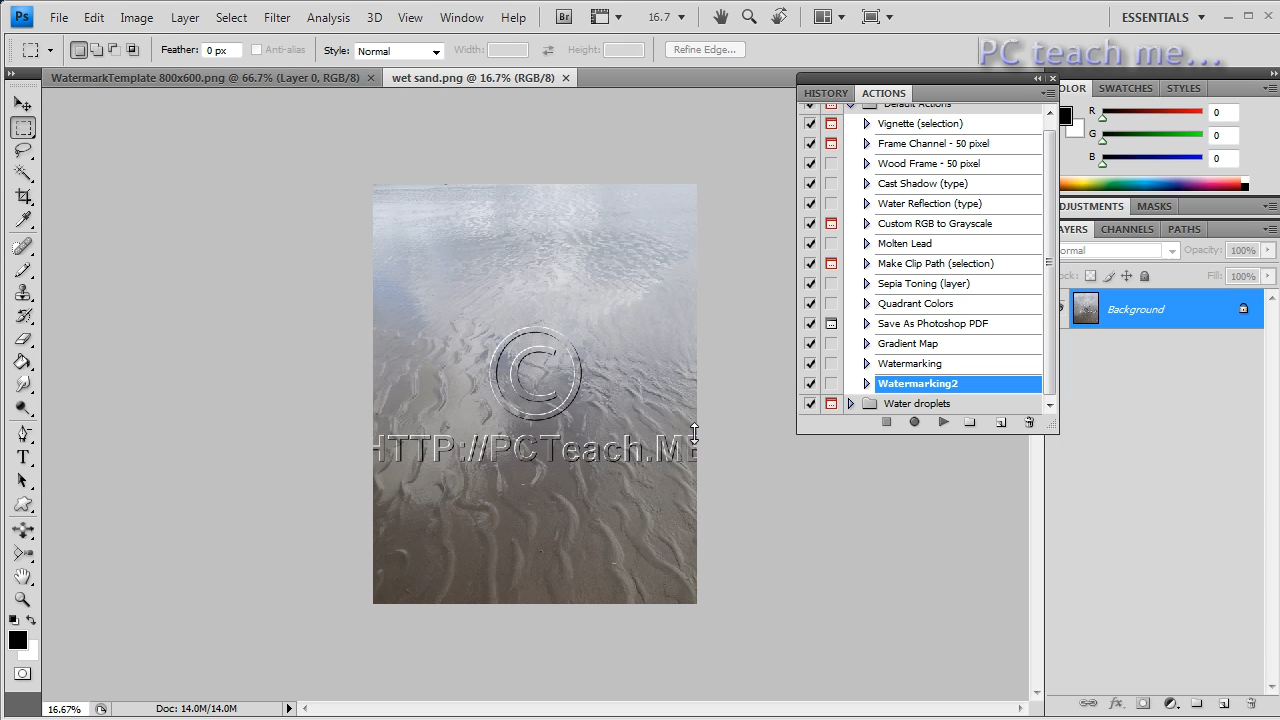 Ps File Edit Image Layer Select Filter Analysis 3D View Window Help Br 16.7 ESSENTIALS
Feather: 0 px Anti-alias Style: Normal Width: Height: Refine Edge... PC teach me...
WatermarkTemplate 800x600.png @ 66.7% (Layer 0, RGB/8) wet sand.png @ 16.7% (RGB/8)
HISTORY ACTIONS
Default Actions
Vignette (selection)
Frame Channel - 50 pixel
Wood Frame - 50 pixel
Cast Shadow (type)
Water Reflection (type)
Custom RGB to Grayscale
Molten Lead
Make Clip Path (selection)
Sepia Toning (layer)
Quadrant Colors
Save As Photoshop PDF
Gradient Map
Watermarking
Watermarking2
Water droplets
OLOR SWATCHES STYLES
R 0
G 0
B 0
DJUSTMENTS MASKS
AYERS CHANNELS PATHS
ormal Opacity: 100%
ock: Fill: 100%
Background
©
HTTP://PCTeach.ME
16.67% Doc: 14.0M/14.0M